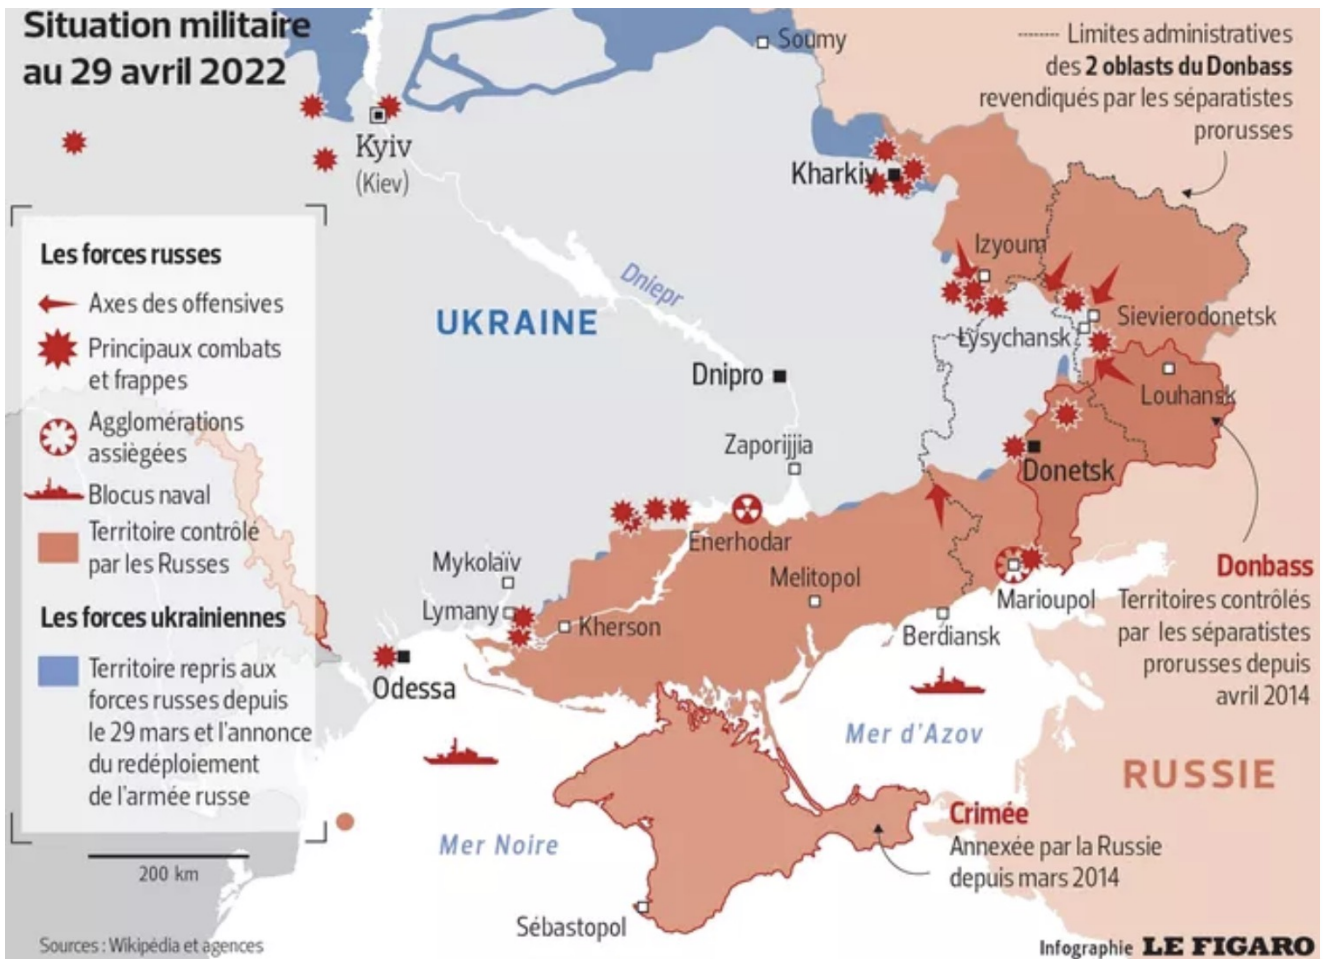 Situation militaire
au 29 avril 2022
Soumy
Limites administratives
des 2 oblasts du Donbass
revendiqués par les séparatistes
prorusses
Kyiv
(Kiev)
Kharkiv
Les forces russes
Axes des offensives
Principaux combats
et frappes
Agglomérations
assiégées
Blocus naval
Territoire contrôlé
par les Russes
Les forces ukrainiennes
Territoire repris aux
forces russes depuis
le 29 mars et l'annonce
du redéploiement
de l'armée russe
200 km
Sources : Wikipédia et agences
Izyoum
Dniepr
UKRAINE
Sievierodonetsk
Lysychansk
Dnipro
Louhansk
Zaporijjia
Donetsk
Enerhodar
Mykolaïv
Melitopol
Lymany
Kherson
Marioupol
Berdiansk
Odessa
Donbass
Territoires contrôlés
par les séparatistes
prorusses depuis
avril 2014
Mer d'Azov
RUSSIE
Mer Noire
Crimée
Annexée par la Russie
depuis mars 2014
Sébastopol
Infographie LE FIGARO